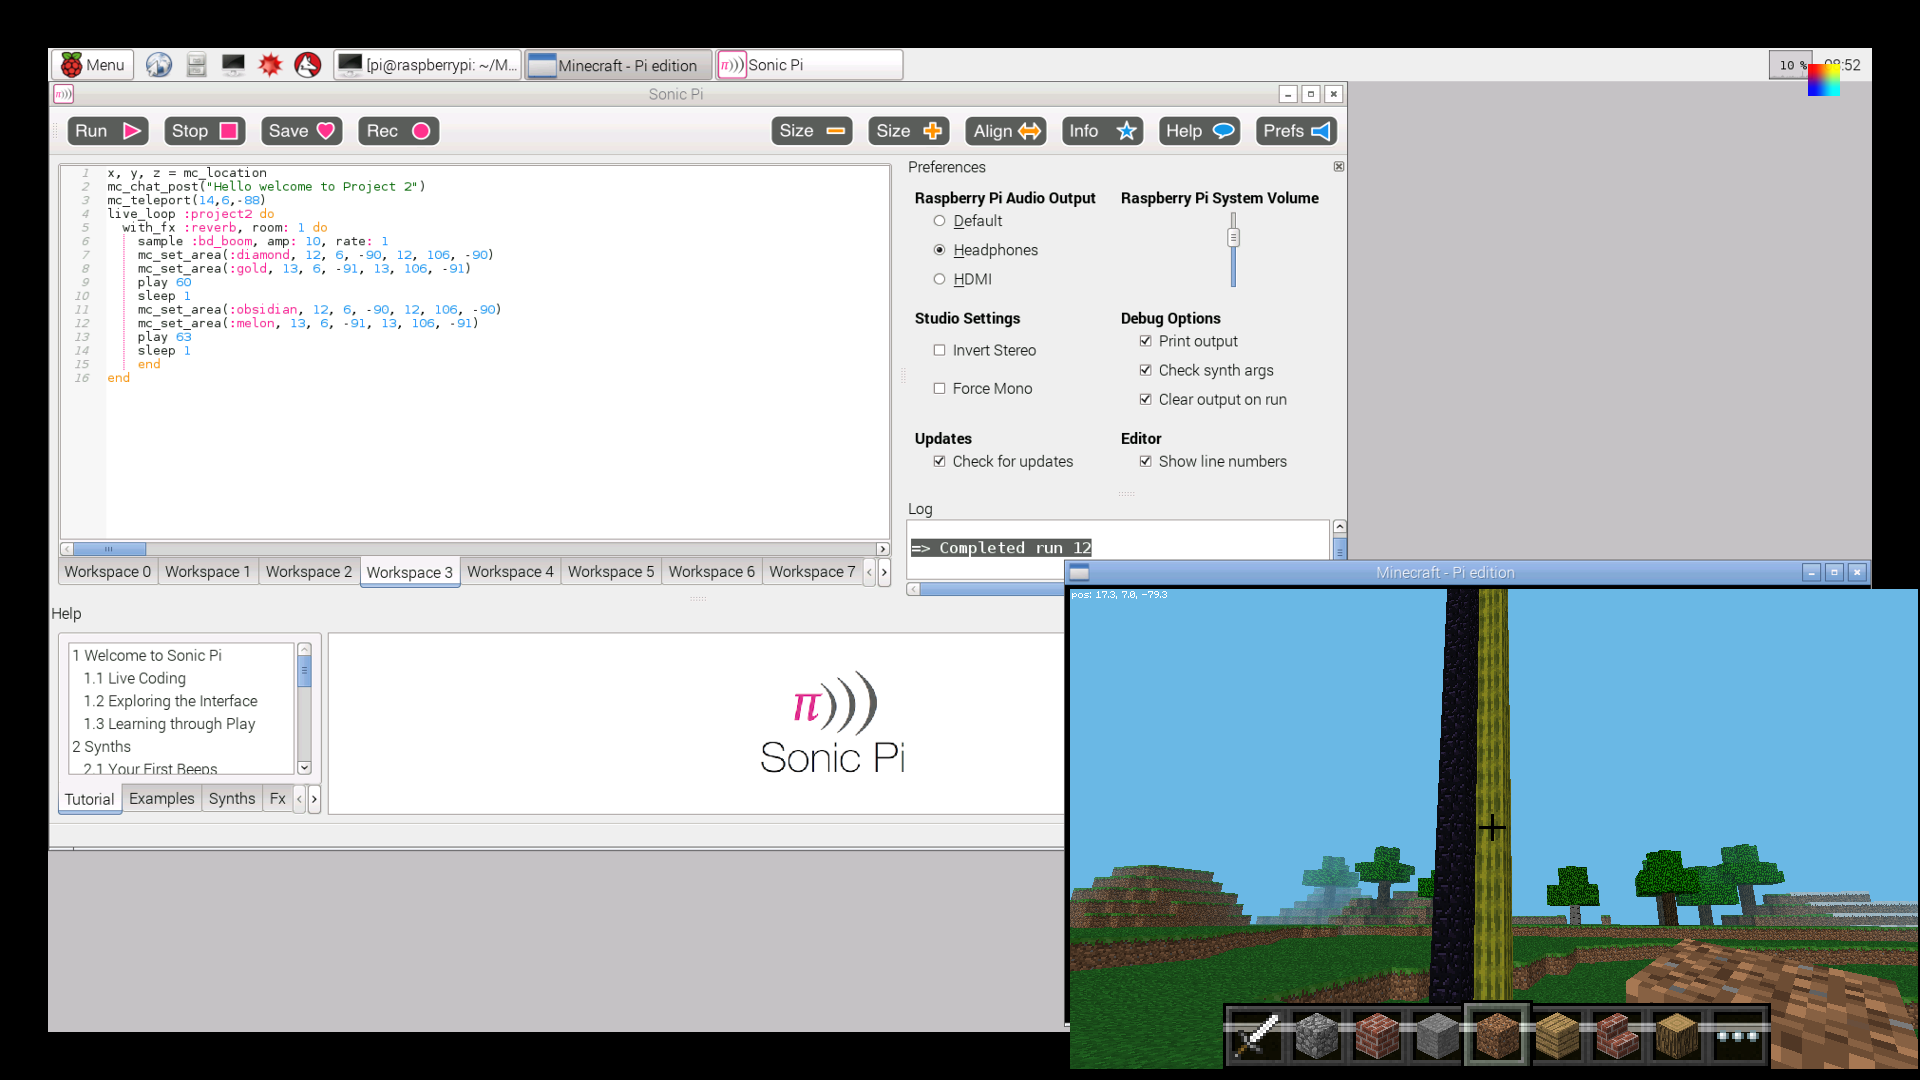 Menu
[pi@raspberrypi: ~/M...
Minecraft - Pi edition
π)))
Sonic Pi
10 %
:52
π)))
Sonic Pi
Run
Stop
Save
Rec
Size
Size
Align
Info
Help
Prefs
1 x, y, z = mc_location
2 mc_chat_post("Hello welcome to Project 2")
3 mc_teleport(14,6,-88)
4 live_loop :project2 do
5 with_fx :reverb, room: 1 do
6 sample :bd_boom, amp: 10, rate: 1
7 mc_set_area(:diamond, 12, 6, -90, 12, 106, -90)
8 mc_set_area(:gold, 13, 6, -91, 13, 106, -91)
9 play 60
10 sleep 1
11 mc_set_area(:obsidian, 12, 6, -90, 12, 106, -90)
12 mc_set_area(:melon, 13, 6, -91, 13, 106, -91)
13 play 63
14 sleep 1
15 end
16 end
Workspace 0
Workspace 1
Workspace 2
Workspace 3
Workspace 4
Workspace 5
Workspace 6
Workspace 7
Preferences
Raspberry Pi Audio Output
Default
Headphones
HDMI
Raspberry Pi System Volume
Studio Settings
Invert Stereo
Force Mono
Debug Options
Print output
Check synth args
Clear output on run
Updates
Check for updates
Editor
Show line numbers
Log
=> Completed run 12
Help
1 Welcome to Sonic Pi
1.1 Live Coding
1.2 Exploring the Interface
1.3 Learning through Play
2 Synths
2.1 Your First Beeps
Tutorial
Examples
Synths
Fx
π)))
Sonic Pi
Minecraft - Pi edition
pos: 17.3, 7.0, -79.3